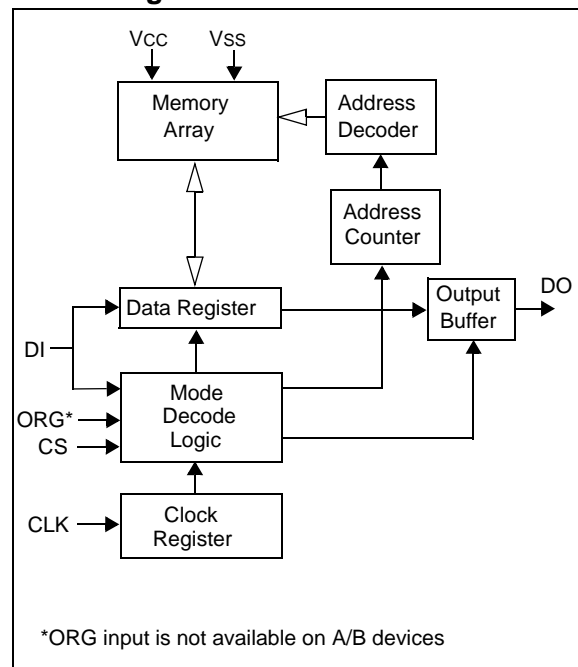 Vcc
Vss
Memory
Array
Address
Decoder
Address
Counter
Data Register
Output
Buffer
DO
DI
Mode
Decode
Logic
ORG*
CS
CLK
Clock
Register
*ORG input is not available on A/B devices